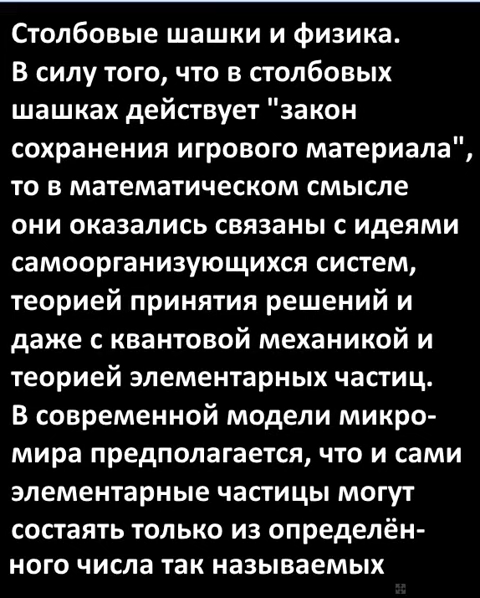 Столбовые шашки и физика.
В силу того, что в столбовых
шашках действует "закон
сохранения игрового материала",
то в математическом смысле
они оказались связаны с идеями
самоорганизующихся систем,
теорией принятия решений и
даже с квантовой механикой и
теорией элементарных частиц.
В современной модели микро-
мира предполагается, что и сами
элементарные частицы могут
состаять только из определён-
ного числа так называемых